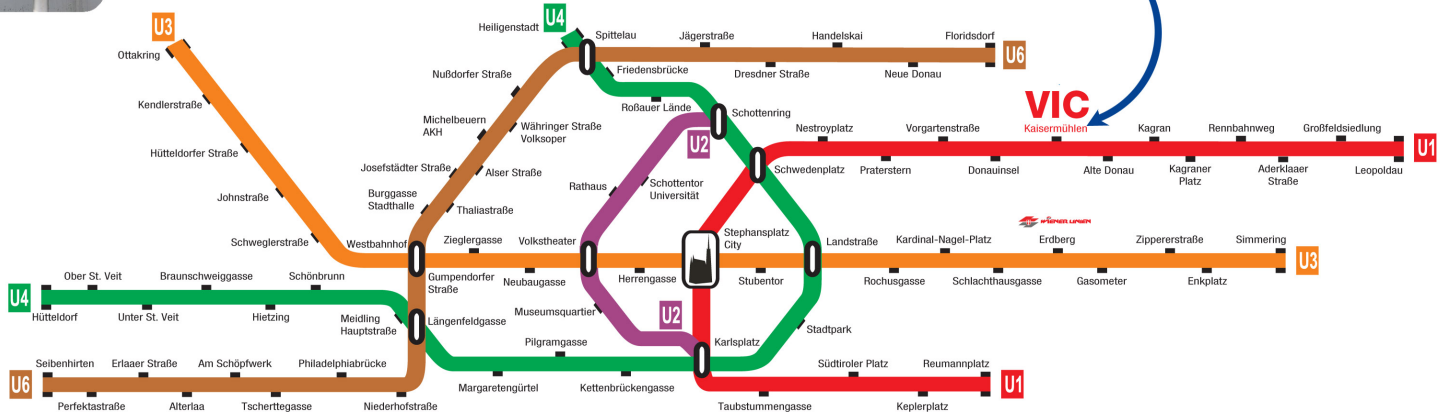 U3
Ottakring
Kendlerstraße
Hütteldorfer Straße
Johnstraße
Schweglerstraße
Westbahnhof
Zieglergasse
Neubaugasse
Volkstheater
Herrengasse
Stephansplatz
City
Stubentor
Landstraße
Rochusgasse
Kardinal-Nagel-Platz
Schlachthausgasse
WIENER LINIEN
Erdberg
Gasometer
Zippererstraße
Enkplatz
Simmering
U3
Heiligenstadt
U4
Spittelau
Friedensbrücke
Roßauer Lände
Schottenring
Schwedenplatz
Stadtpark
Karlsplatz
Kettenbrückengasse
Pilgramgasse
Margaretengürtel
Längenfeldgasse
Meidling
Hauptstraße
Schönbrunn
Hietzing
Braunschweiggasse
Unter St. Veit
Ober St. Veit
Hütteldorf
U4
Jägerstraße
Dresdner Straße
Handelskai
Neue Donau
Floridsdorf
U6
Nußdorfer Straße
Währinger Straße
Volksoper
Michelbeuern
AKH
Alser Straße
Josefstädter Straße
Thaliastraße
Burggasse
Stadthalle
Gumpendorfer
Straße
Niederhofstraße
Philadelphiabrücke
Tscherttegasse
Am Schöpfwerk
Alterlaa
Erlaaer Straße
Perfektastraße
Seibenhirten
U6
U2
Schottentor
Universität
Rathaus
Museumsquartier
U2
VIC
Kaisermühlen
Nestroyplatz
Praterstern
Vorgartenstraße
Donauinsel
Alte Donau
Kagran
Kagraner
Platz
Rennbahnweg
Aderklaaer
Straße
Großfeldsiedlung
Leopoldau
U1
Taubstummengasse
Südtiroler Platz
Keplerplatz
Reumannplatz
U1